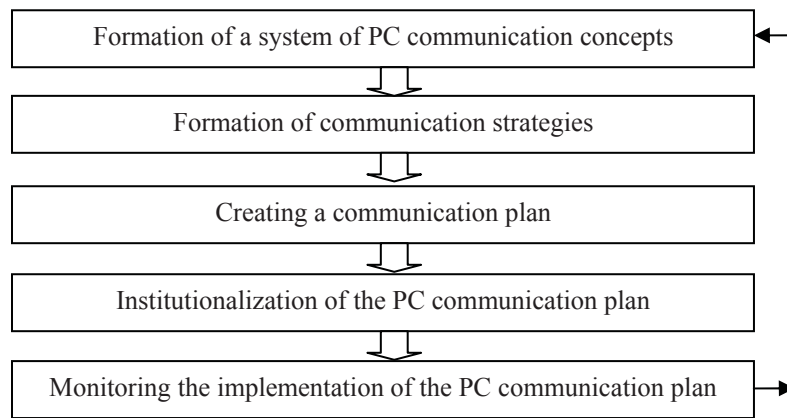 Formation of a system of PC communication concepts
Formation of communication strategies
Creating a communication plan
Institutionalization of the PC communication plan
Monitoring the implementation of the PC communication plan